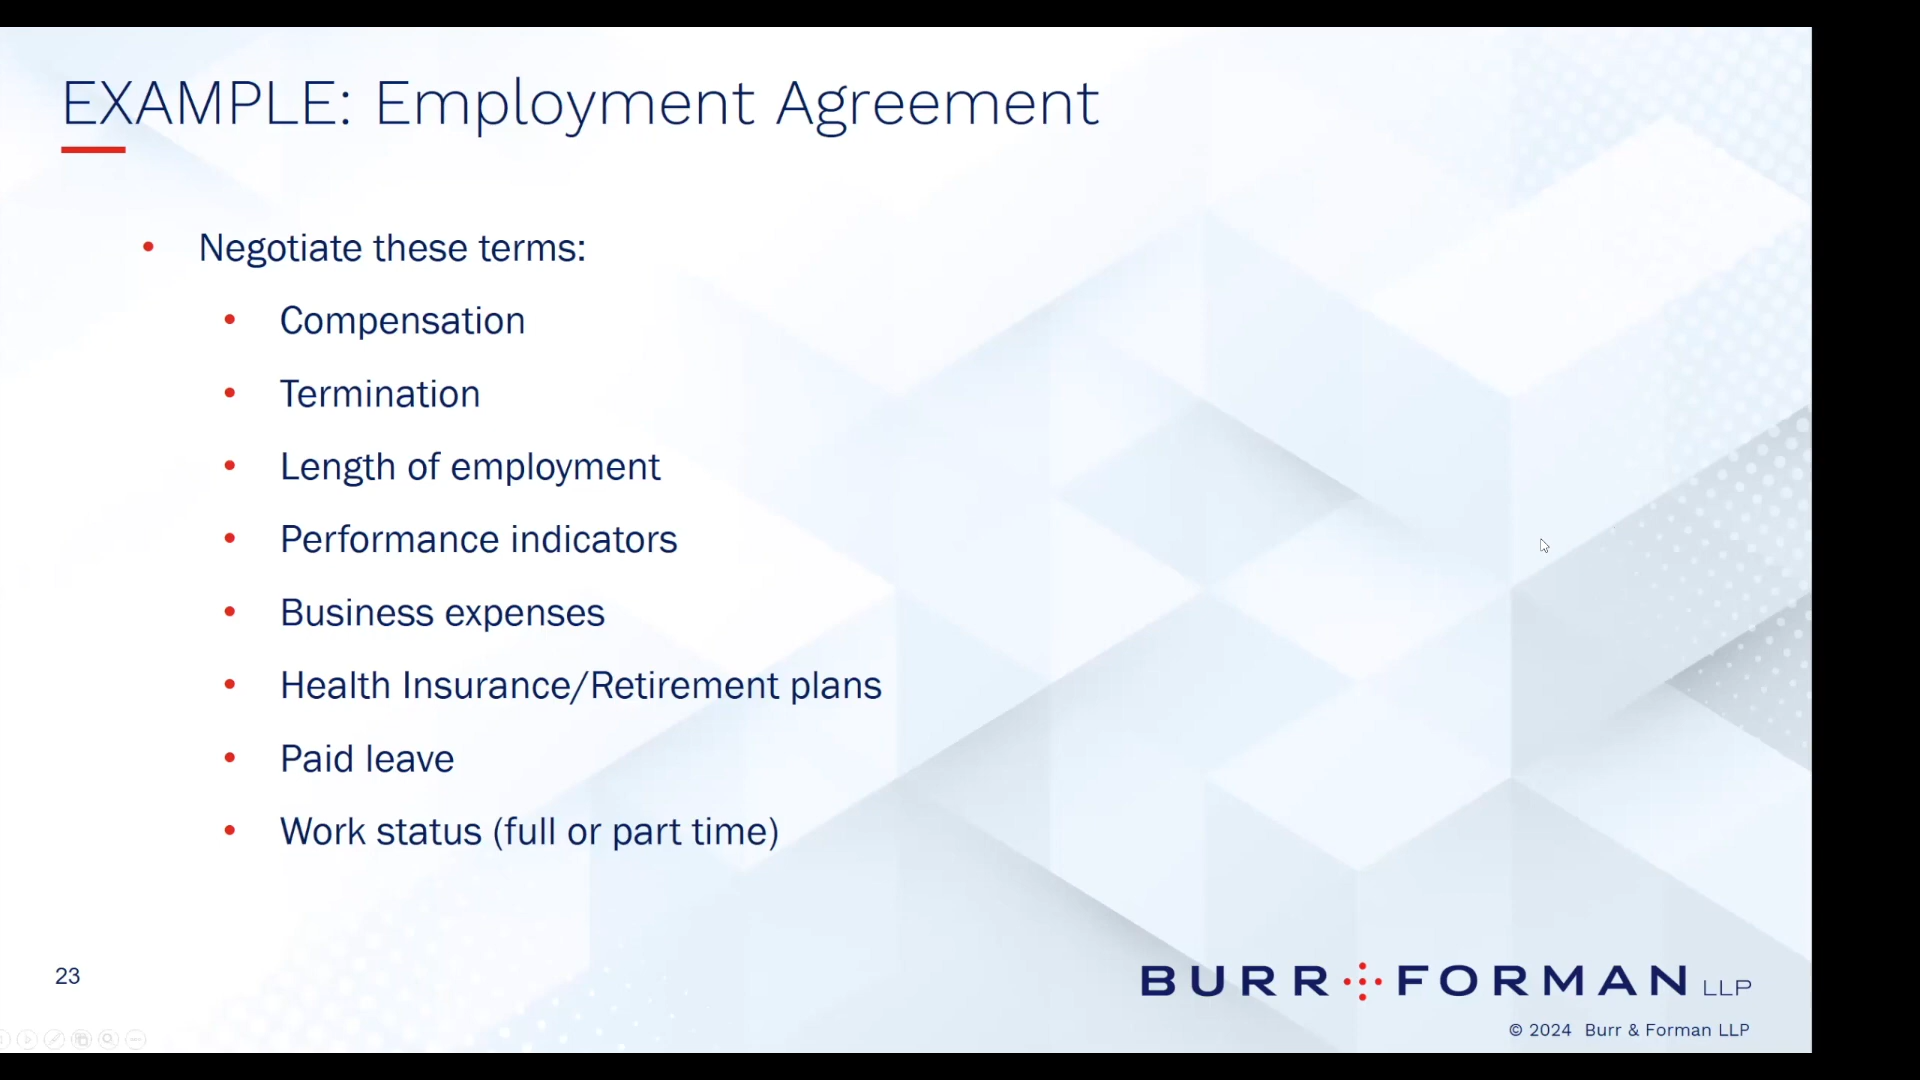 EXAMPLE: Employment Agreement
• Negotiate these terms:
• Compensation
• Termination
• Length of employment
• Performance indicators
• Business expenses
• Health Insurance/Retirement plans
• Paid leave
• Work status (full or part time)
23
BURR FORMAN LLP
© 2024 Burr & Forman LLP